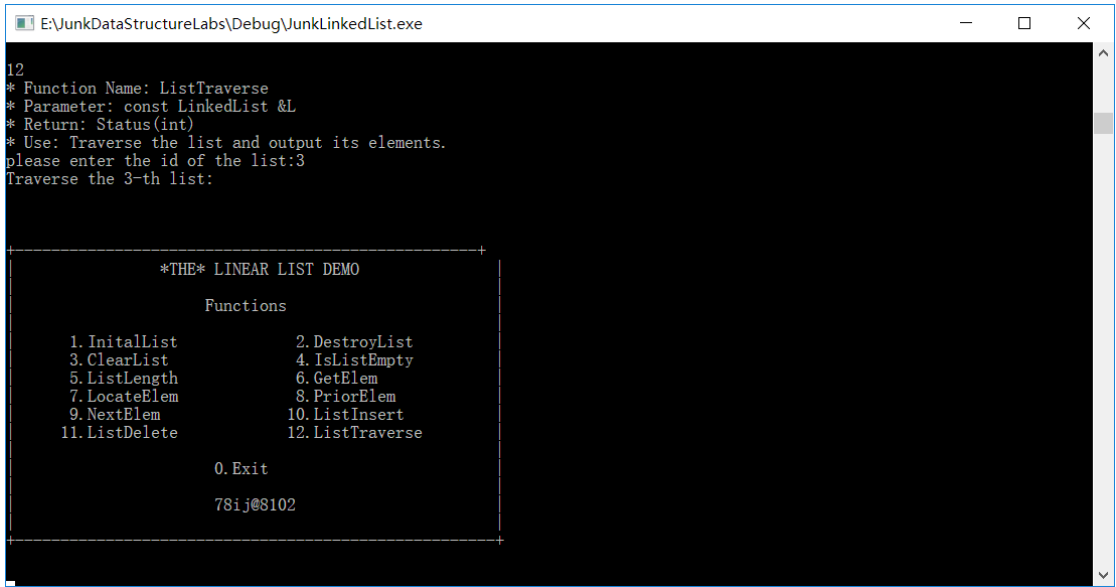 E:\JunkDataStructureLabs\Debug\JunkLinkedList.exe
12
* Function Name: ListTraverse
* Parameter: const LinkedList &L
* Return: Status(int)
* Use: Traverse the list and output its elements.
please enter the id of the list:3
Traverse the 3-th list:
+---------------------------------------------------+
| *THE* LINEAR LIST DEMO |
| Functions |
| 1.InitalList 2.DestroyList |
| 3.ClearList 4.IsListEmpty |
| 5.ListLength 6.GetElem |
| 7.LocateElem 8.PriorElem |
| 9.NextElem 10.ListInsert |
| 11.ListDelete 12.ListTraverse |
| 0.Exit |
| 78ij@8102 |
+-----------------------------------------------------+